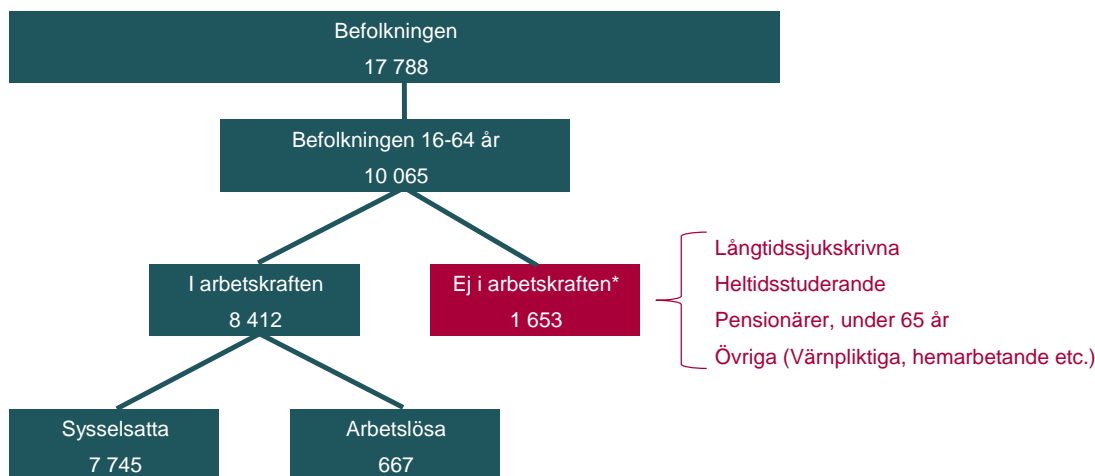 Befolkningen
17 788
Befolkningen 16-64 år
10 065
I arbetskraften
8 412
Ej i arbetskraften*
1 653
Långtidssjukskrivna
Heltidsstuderande
Pensionärer, under 65 år
Övriga (Värnpliktiga, hemarbetande etc.)
Sysselsatta
7 745
Arbetslösa
667